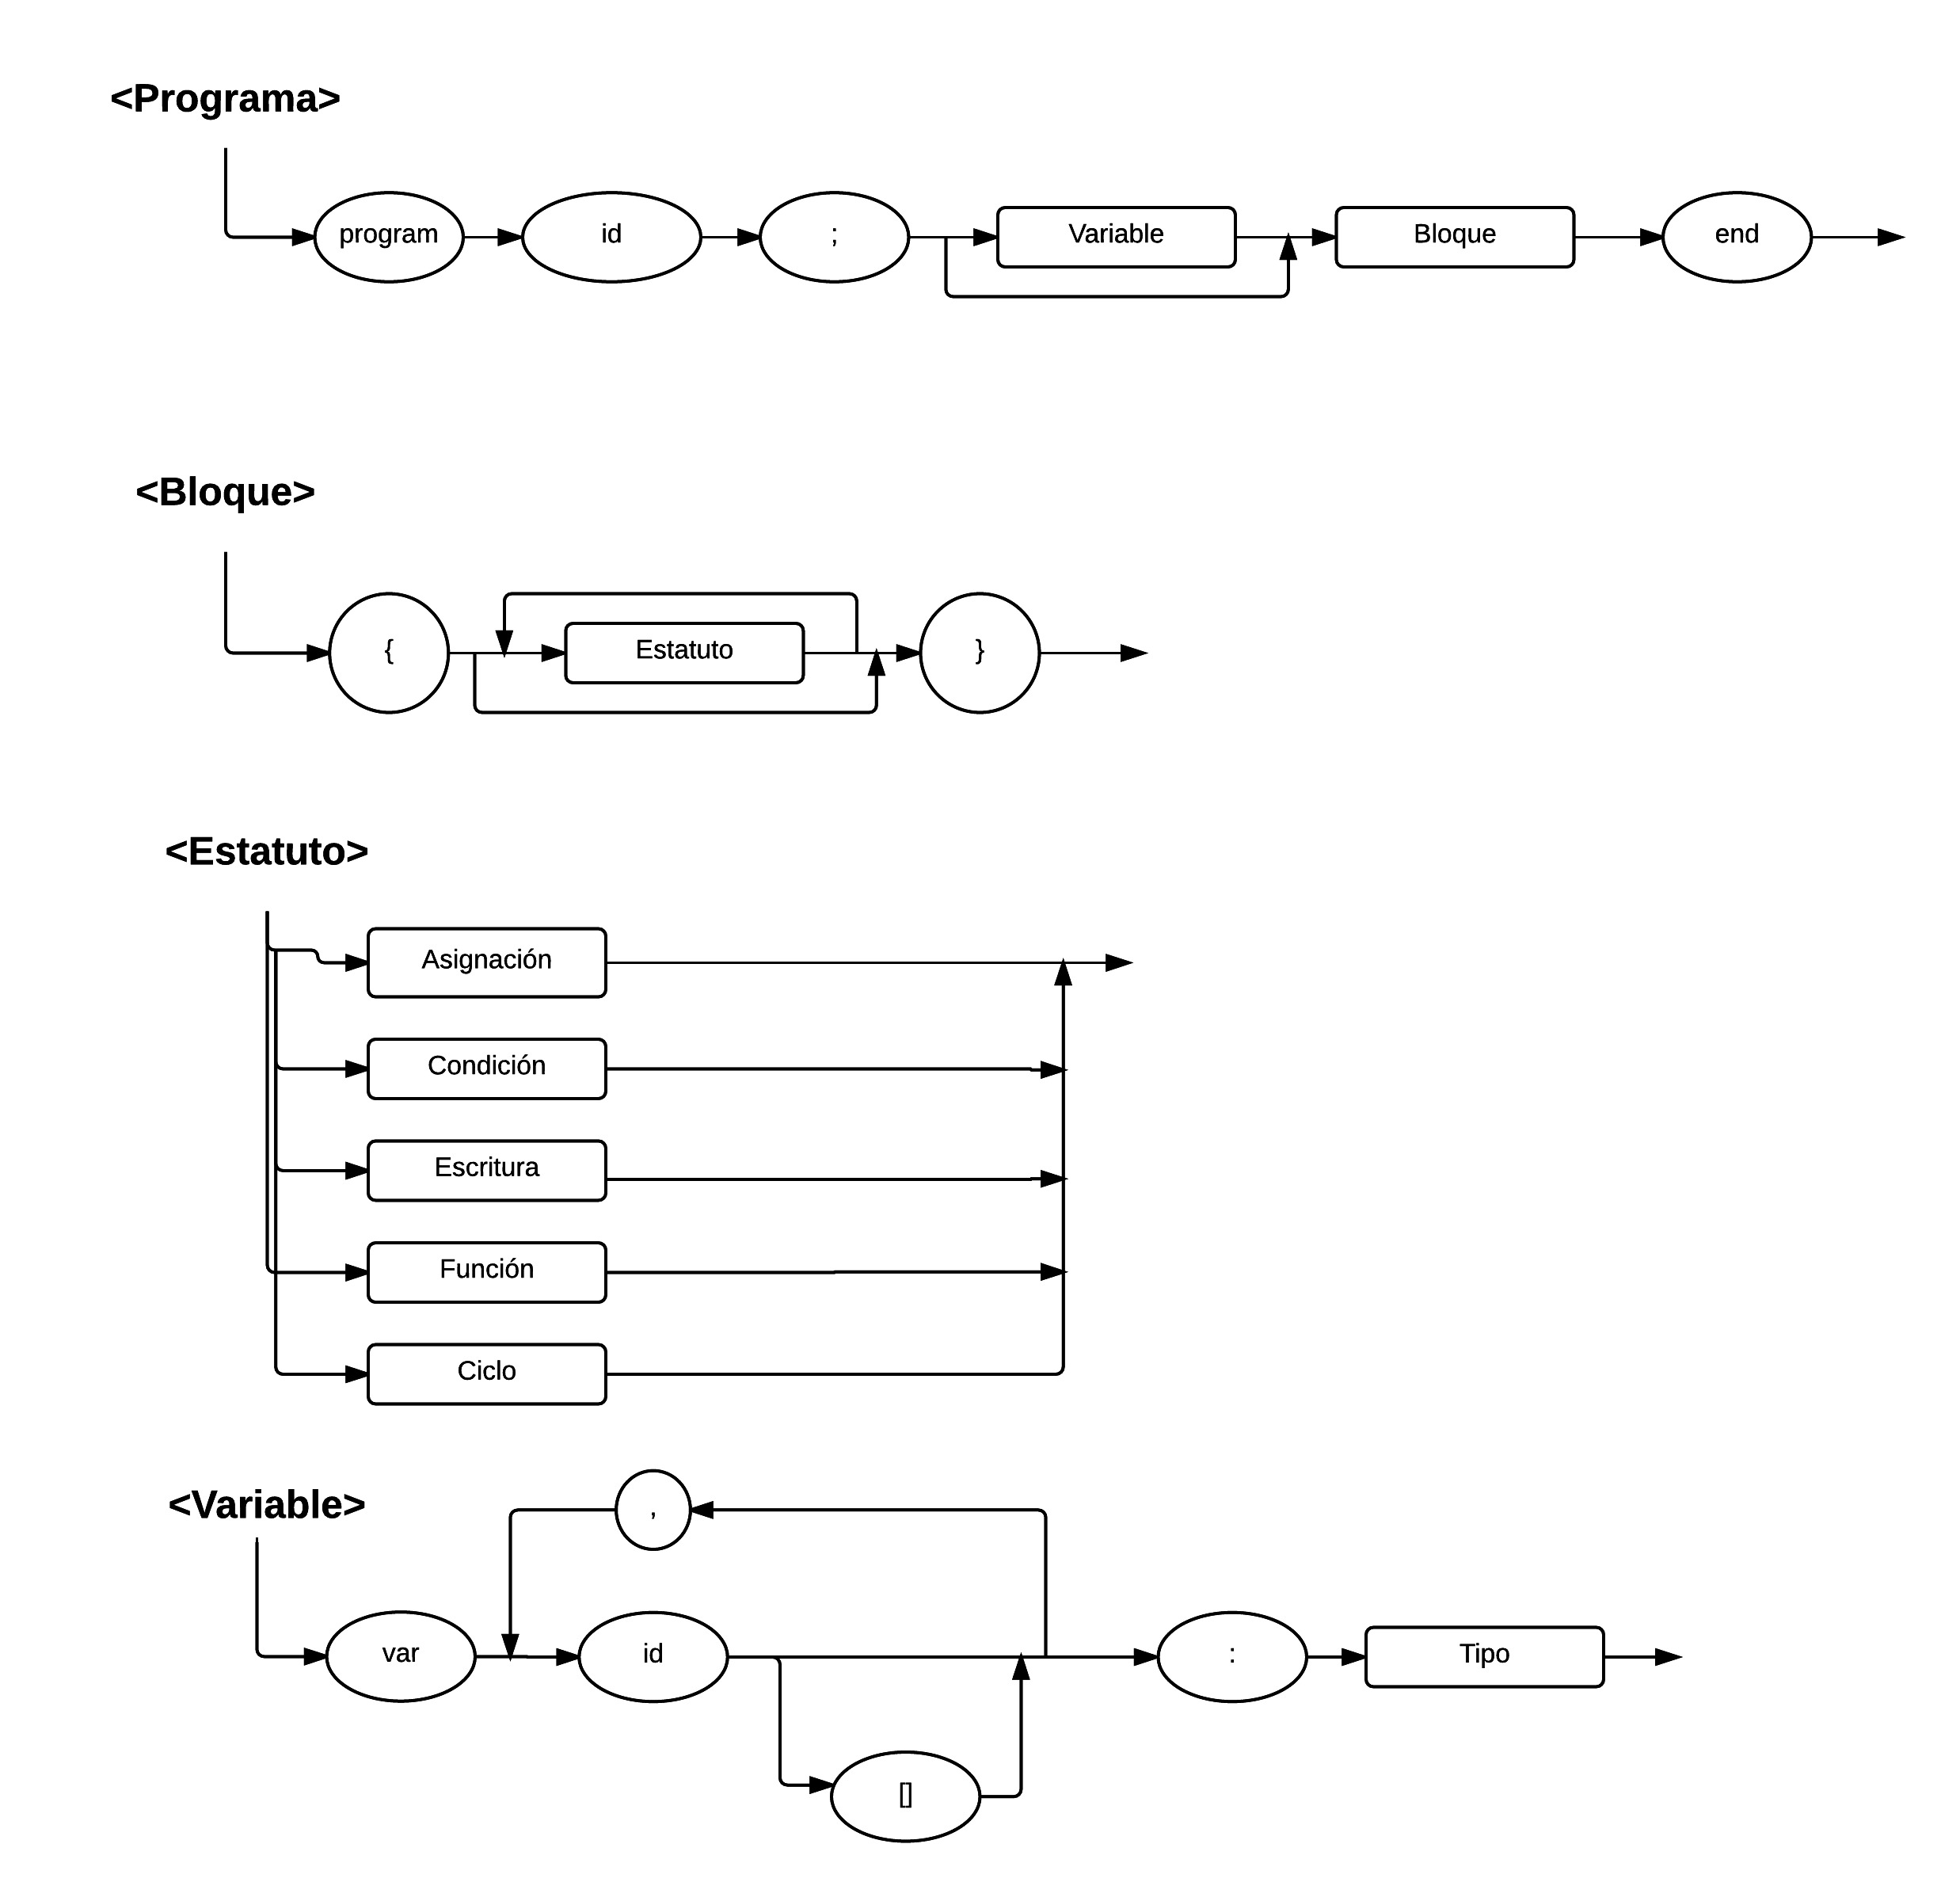 <Programa>
program id ; Variable Bloque end
<Bloque>
{ Estatuto }
<Estatuto>
Asignación
Condición
Escritura
Función
Ciclo
<Variable>
,
var id : Tipo
[]